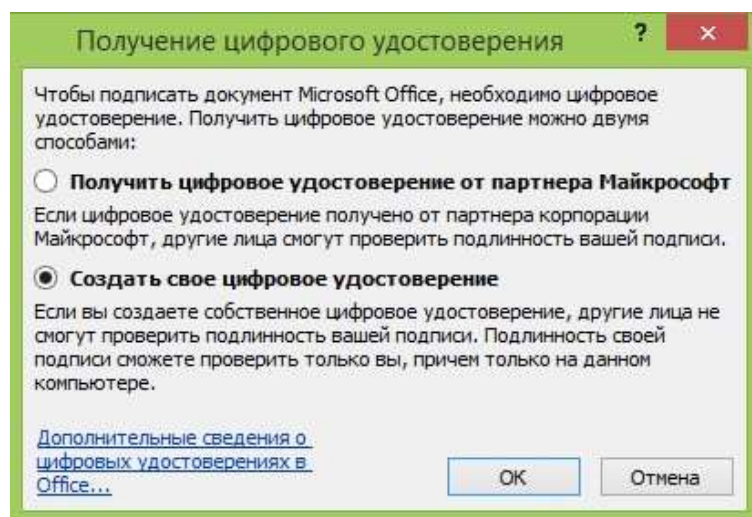 Получение цифрового удостоверения
? ×
Чтобы подписать документ Microsoft Office, необходимо цифровое
удостоверение. Получить цифровое удостоверение можно двумя
способами:
Получить цифровое удостоверение от партнера Майкрософт
Если цифровое удостоверение получено от партнера корпорации
Майкрософт, другие лица смогут проверить подлинность вашей подписи.
Создать свое цифровое удостоверение
Если вы создаете собственное цифровое удостоверение, другие лица не
смогут проверить подлинность вашей подписи. Подлинность своей
подписи сможете проверить только вы, причем только на данном
компьютере.
Дополнительные сведения о
цифровых удостоверениях в
Office...
ОК
Отмена